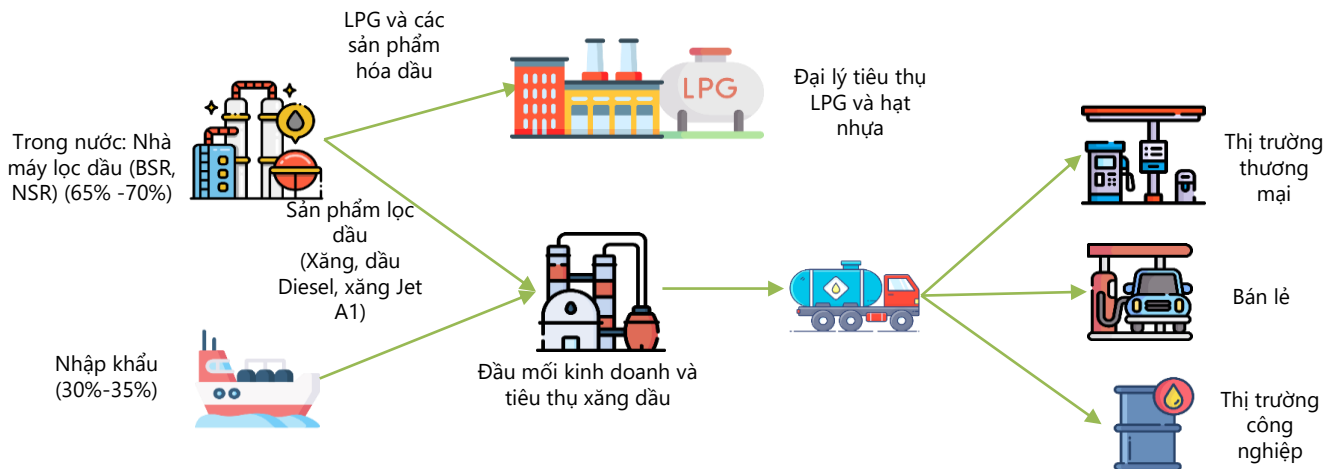 LPG và các
sản phẩm
hóa dầu
LPG
Đại lý tiêu thụ
LPG và hạt
nhựa
Trong nước: Nhà
máy lọc dầu (BSR,
NSR) (65% -70%)
Thị trường
thương
mại
Sản phẩm lọc
dầu
(Xăng, dầu
Diesel, xăng Jet
A1)
Bán lẻ
Nhập khẩu
(30%-35%)
Đầu mối kinh doanh và
tiêu thụ xăng dầu
Thị trường
công
nghiệp